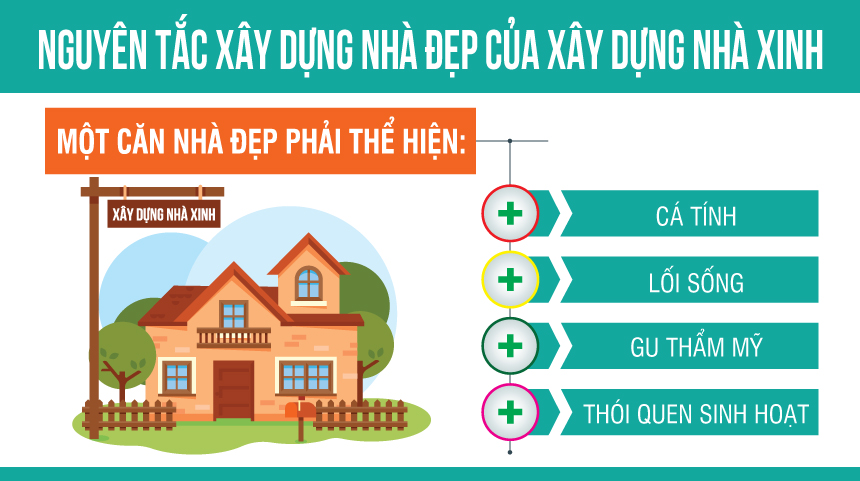 NGUYÊN TẮC XÂY DỰNG NHÀ ĐẸP CỦA XÂY DỰNG NHÀ XINH
MỘT CĂN NHÀ ĐẸP PHẢI THỂ HIỆN:
XÂY DỰNG NHÀ XINH
CÁ TÍNH
LỐI SỐNG
GU THẨM MỸ
THÓI QUEN SINH HOẠT